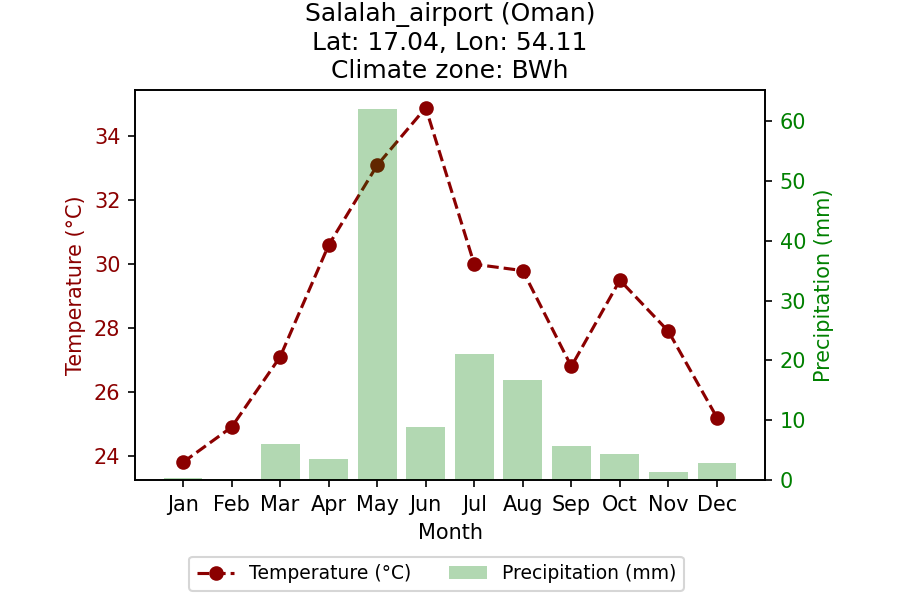 Salalah_airport (Oman)
Lat: 17.04, Lon: 54.11
Climate zone: BWh
34
32
30
28
26
24
Temperature (°C)
60
50
40
30
20
10
0
Precipitation (mm)
Jan Feb Mar Apr May Jun Jul Aug Sep Oct Nov Dec
Month
Temperature (°C) Precipitation (mm)